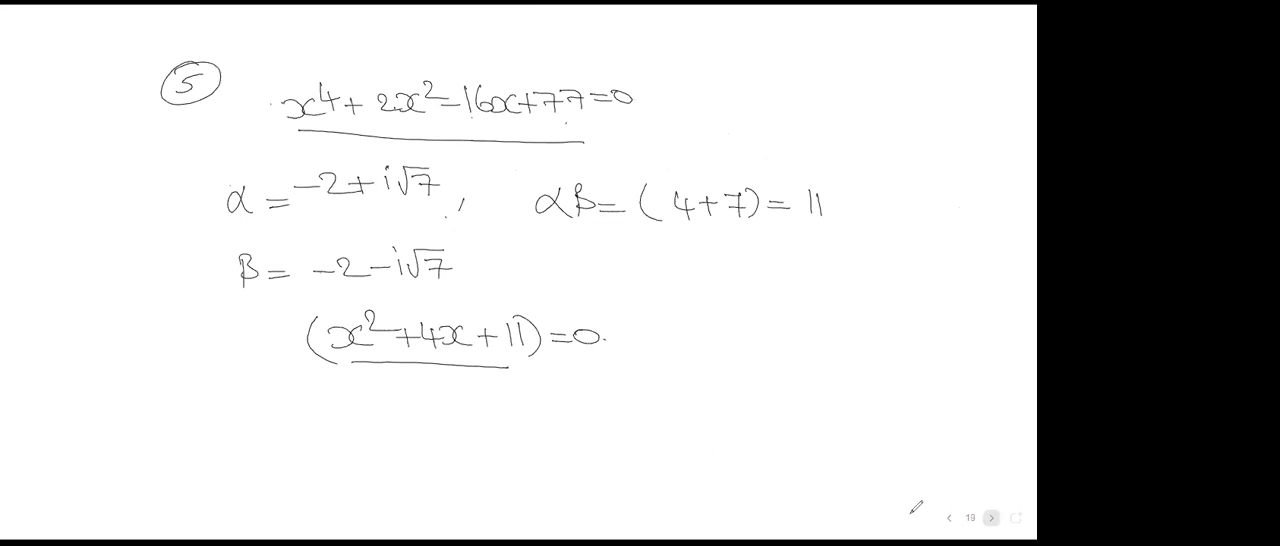 5
x⁴ + 2x² - 16x + 77 = 0
α = -2 + i√7 , αβ = (4 + 7) = 11
β = -2 - i√7
(x² + 4x + 11) = 0.
19